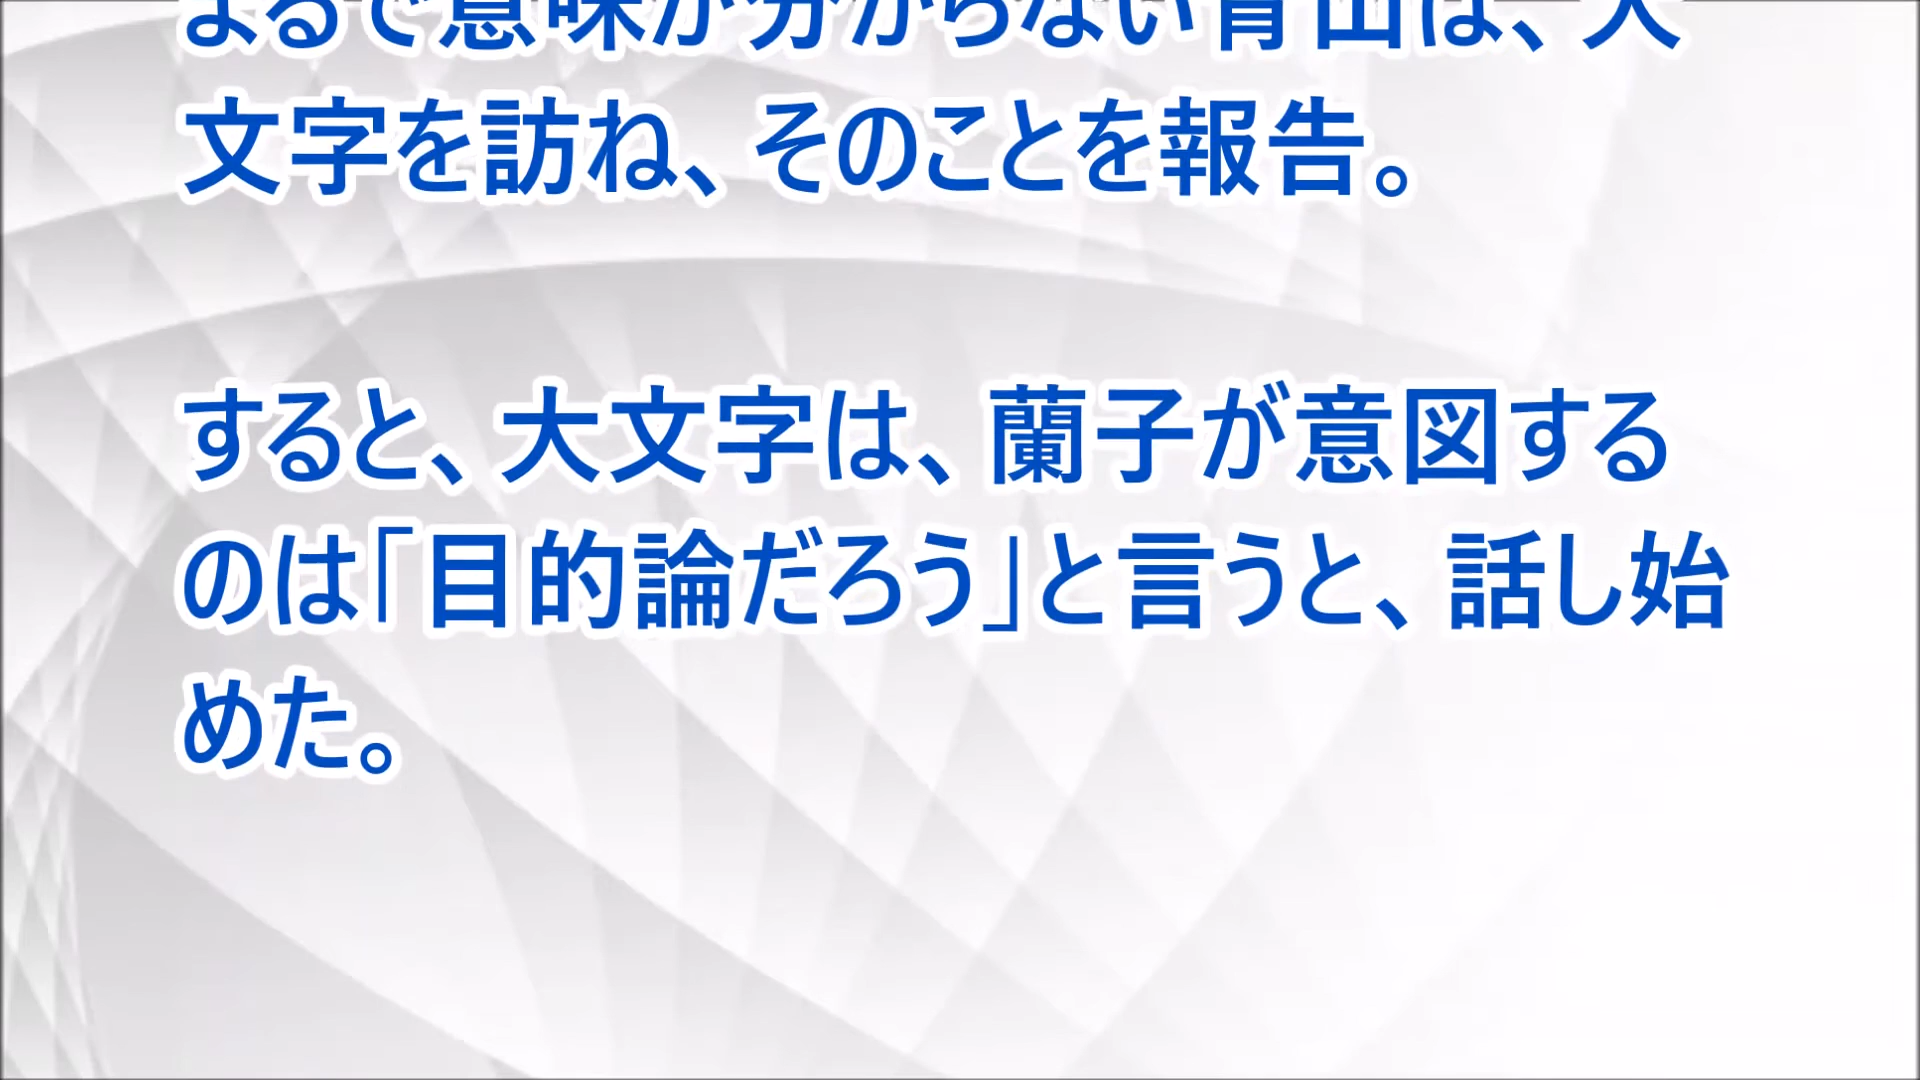 まるで意味が分からない青山は、大
文字を訪ね、そのことを報告。
すると、大文字は、蘭子が意図する
のは「目的論だろう」と言うと、話し始
めた。